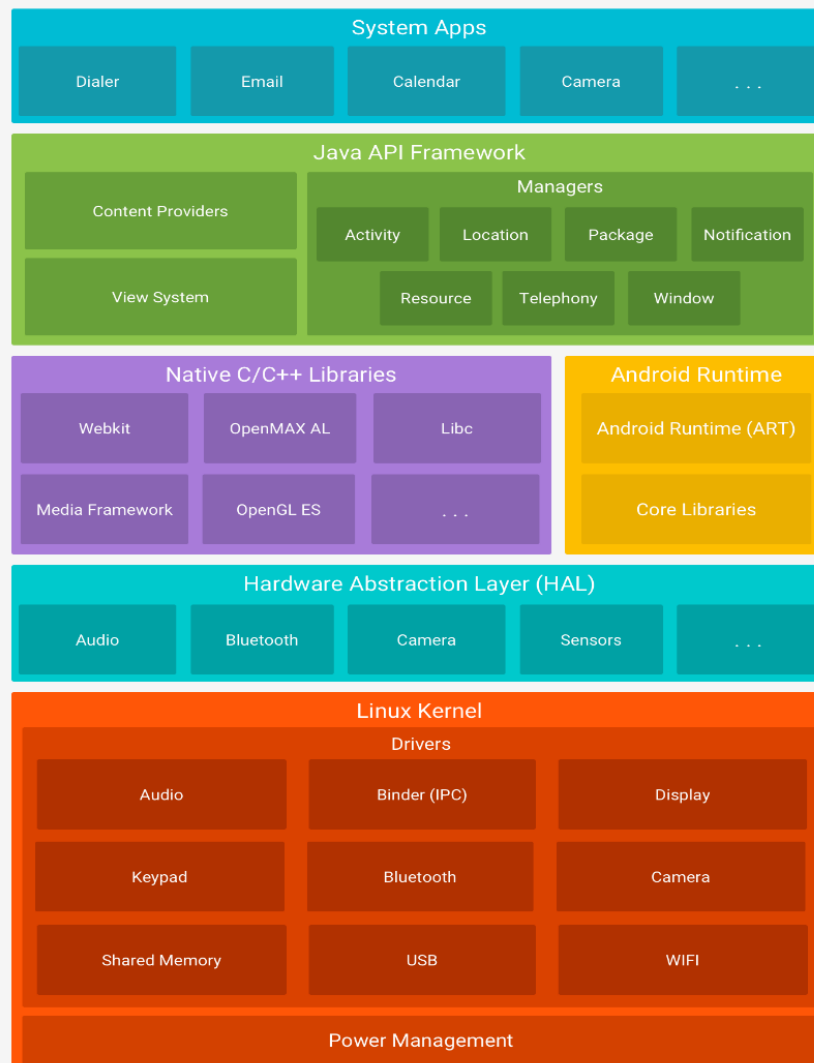 System Apps
Dialer
Email
Calendar
Camera
. . .
Java API Framework
Content Providers
View System
Managers
Activity
Location
Package
Notification
Resource
Telephony
Window
Native C/C++ Libraries
Webkit
OpenMAX AL
Libc
Media Framework
OpenGL ES
. . .
Android Runtime
Android Runtime (ART)
Core Libraries
Hardware Abstraction Layer (HAL)
Audio
Bluetooth
Camera
Sensors
. . .
Linux Kernel
Drivers
Audio
Binder (IPC)
Display
Keypad
Bluetooth
Camera
Shared Memory
USB
WIFI
Power Management